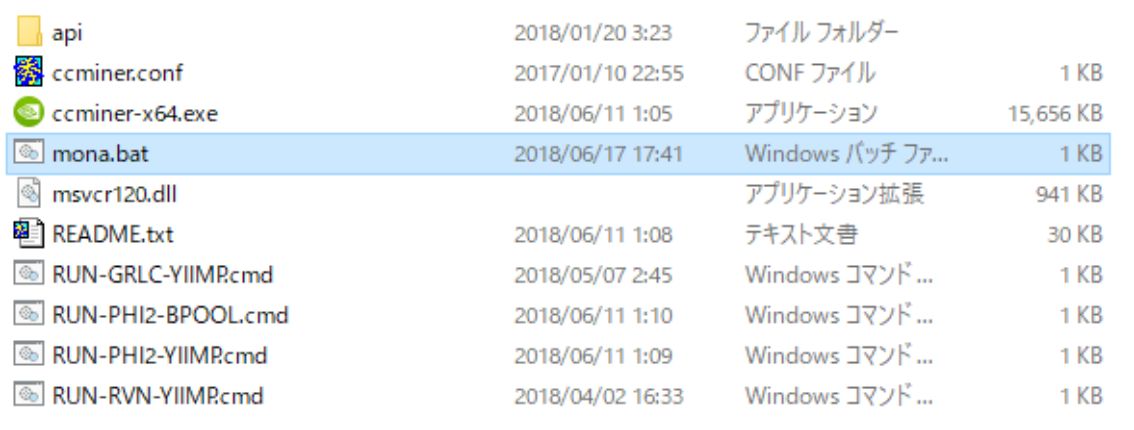 api 2018/01/20 3:23 ファイル フォルダー
ccminer.conf 2017/01/10 22:55 CONF ファイル 1 KB
ccminer-x64.exe 2018/06/11 1:05 アプリケーション 15,656 KB
mona.bat 2018/06/17 17:41 Windows バッチ ファ... 1 KB
msvcr120.dll アプリケーション拡張 941 KB
README.txt 2018/06/11 1:08 テキスト文書 30 KB
RUN-GRLC-YIIMP.cmd 2018/05/07 2:45 Windows コマンド ... 1 KB
RUN-PHI2-BPOOL.cmd 2018/06/11 1:10 Windows コマンド ... 1 KB
RUN-PHI2-YIIMP.cmd 2018/06/11 1:09 Windows コマンド ... 1 KB
RUN-RVN-YIIMP.cmd 2018/04/02 16:33 Windows コマンド ... 1 KB